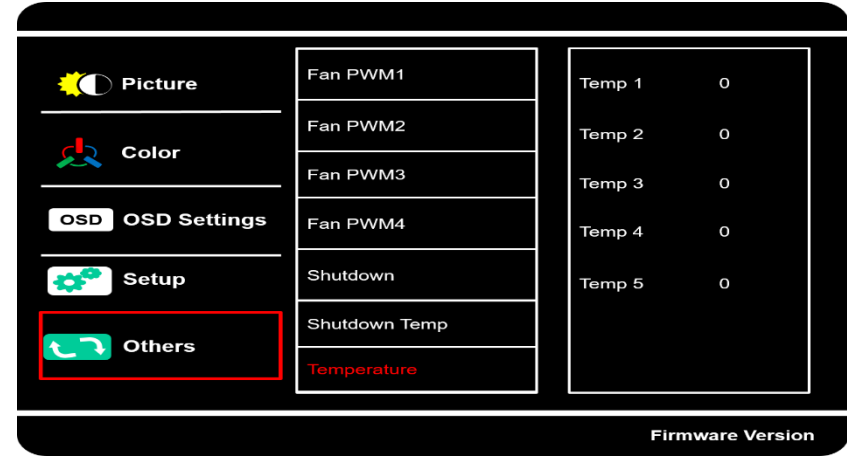 Picture
Color
OSD OSD Settings
Setup
Others
Fan PWM1
Fan PWM2
Fan PWM3
Fan PWM4
Shutdown
Shutdown Temp
Temperature
Temp 1 0
Temp 2 0
Temp 3 0
Temp 4 0
Temp 5 0
Firmware Version